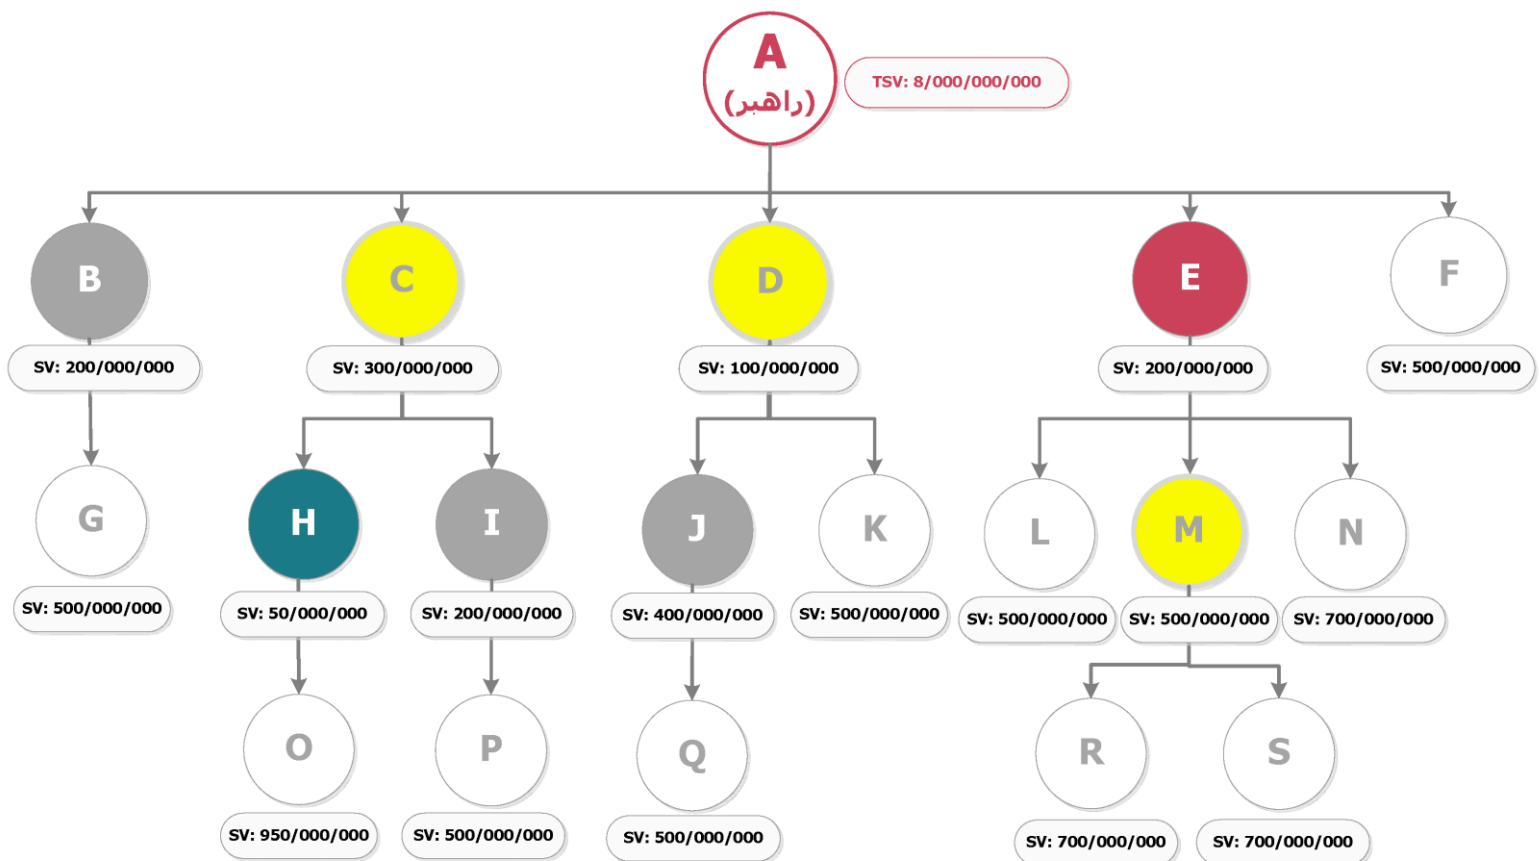 A
(راهبر)
TSV: 8/000/000/000
B
C
D
E
F
SV: 200/000/000
SV: 300/000/000
SV: 100/000/000
SV: 200/000/000
SV: 500/000/000
G
H
I
J
K
L
M
N
SV: 500/000/000
SV: 50/000/000
SV: 200/000/000
SV: 400/000/000
SV: 500/000/000
SV: 500/000/000
SV: 500/000/000
SV: 700/000/000
O
P
Q
R
S
SV: 950/000/000
SV: 500/000/000
SV: 500/000/000
SV: 700/000/000
SV: 700/000/000